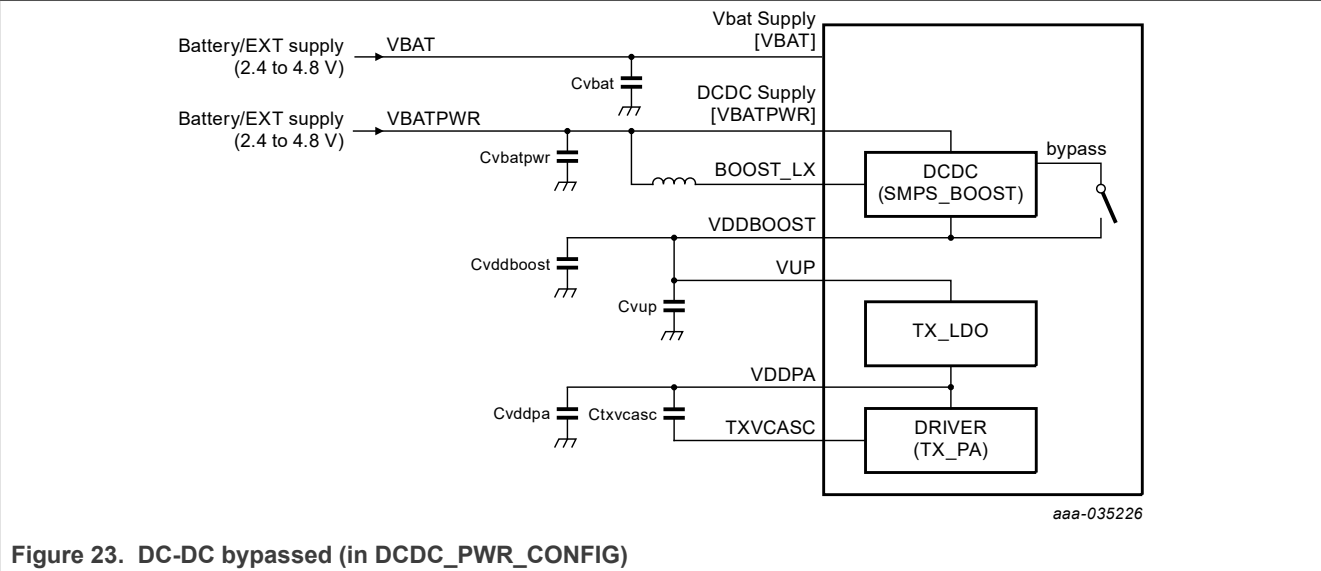 Vbat Supply
[VBAT]
Battery/EXT supply
(2.4 to 4.8 V)
VBAT
Cvbat
DCDC Supply
[VBATPWR]
Battery/EXT supply
(2.4 to 4.8 V)
VBATPWR
Cvbatpwr
BOOST_LX
DCDC
(SMPS_BOOST)
bypass
VDDBOOST
Cvddboost
VUP
Cvup
TX_LDO
VDDPA
Cvddpa
Ctxvcasc
TXVCASC
DRIVER
(TX_PA)
aaa-035226
Figure 23. DC-DC bypassed (in DCDC_PWR_CONFIG)